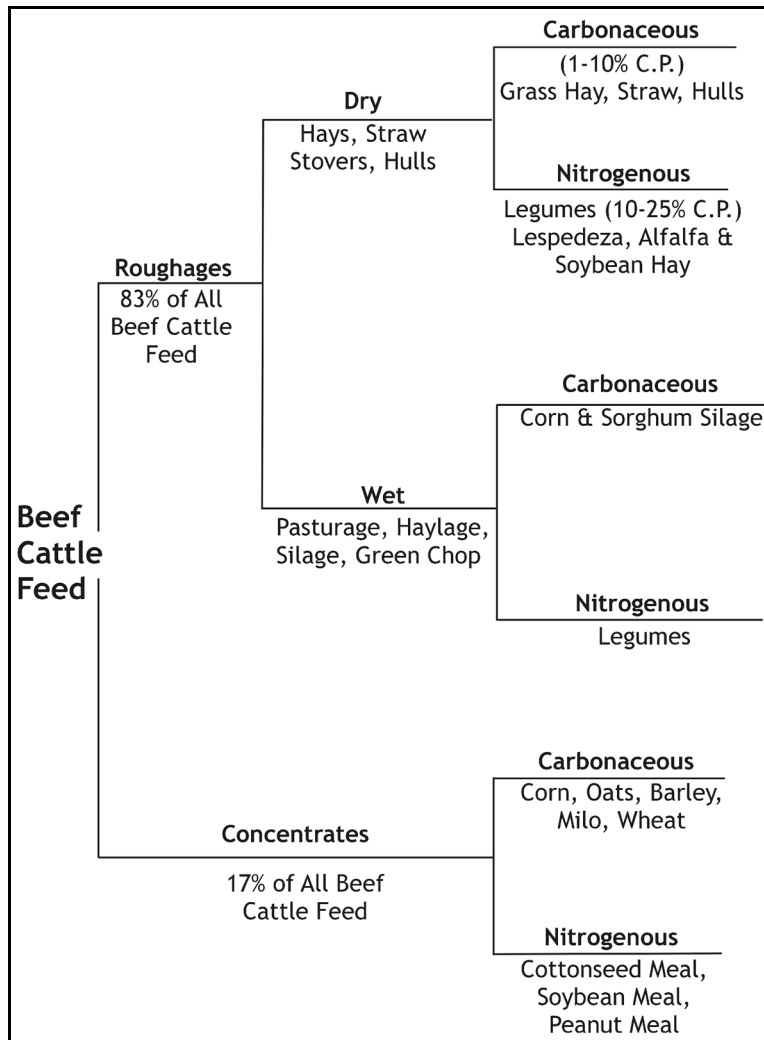 Carbonaceous
(1-10% C.P.)
Grass Hay, Straw, Hulls
Dry
Hays, Straw
Stovers, Hulls
Nitrogenous
Legumes (10-25% C.P.)
Lespedeza, Alfalfa &
Soybean Hay
Roughages
83% of All
Beef Cattle
Feed
Carbonaceous
Corn & Sorghum Silage
Wet
Pasturage, Haylage,
Silage, Green Chop
Nitrogenous
Legumes
Beef
Cattle
Feed
Carbonaceous
Corn, Oats, Barley,
Milo, Wheat
Concentrates
17% of All Beef
Cattle Feed
Nitrogenous
Cottonseed Meal,
Soybean Meal,
Peanut Meal